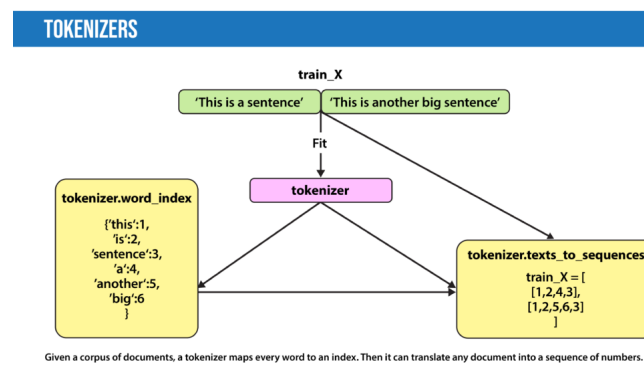 TOKENIZERS
train_X
‘This is a sentence’
‘This is another big sentence’
Fit
tokenizer
tokenizer.word_index
{‘this‘:1,
‘is‘:2,
‘sentence‘:3,
‘a‘:4,
‘another‘:5,
‘big‘:6
}
tokenizer.texts_to_sequences
train_X = [
[1,2,4,3],
[1,2,5,6,3]
]
Given a corpus of documents, a tokenizer maps every word to an index. Then it can translate any document into a sequence of numbers.